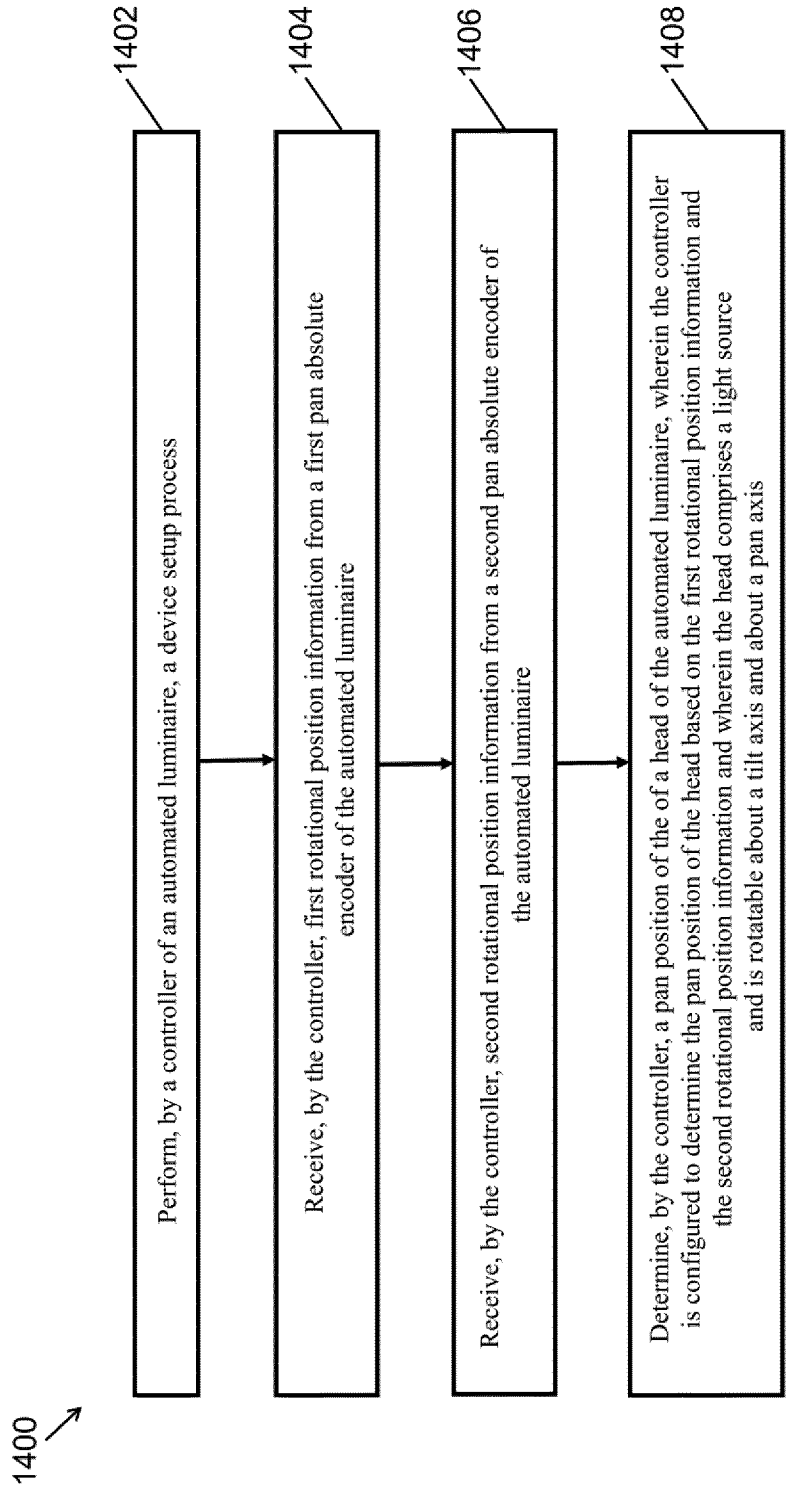 1400
1402
Perform, by a controller of an automated luminaire, a device setup process
1404
Receive, by the controller, first rotational position information from a first pan absolute
encoder of the automated luminaire
1406
Receive, by the controller, second rotational position information from a second pan absolute encoder of
the automated luminaire
1408
Determine, by the controller, a pan position of the of a head of the automated luminaire, wherein the controller
is configured to determine the pan position of the head based on the first rotational position information and
the second rotational position information and wherein the head comprises a light source
and is rotatable about a tilt axis and about a pan axis